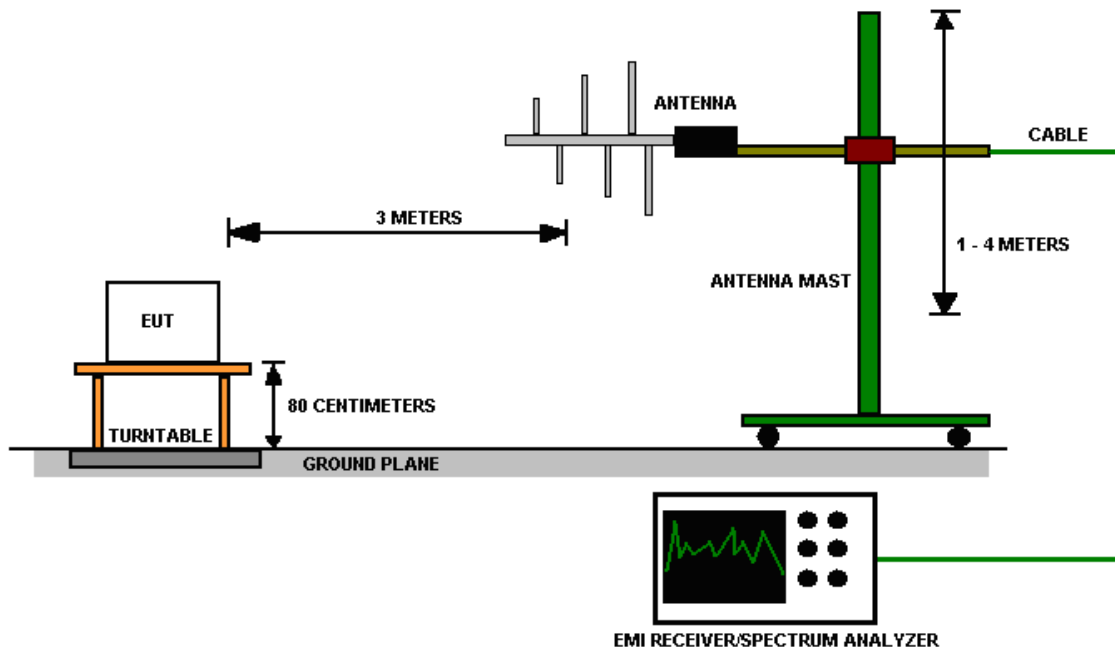 ANTENNA
CABLE
3 METERS
1 - 4 METERS
ANTENNA MAST
EUT
80 CENTIMETERS
TURNTABLE
GROUND PLANE
EMI RECEIVER/SPECTRUM ANALYZER